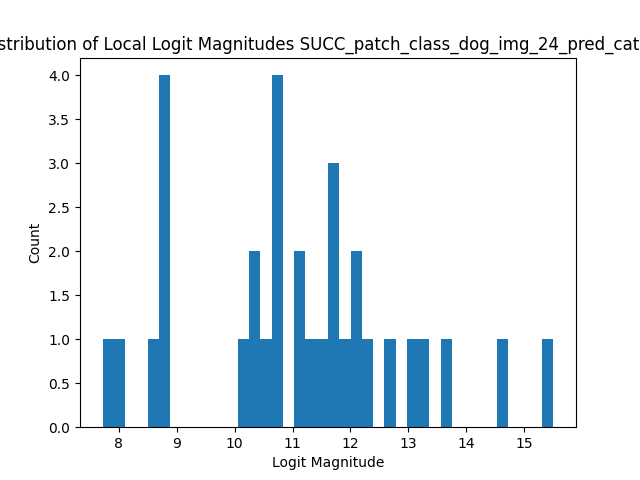 stribution of Local Logit Magnitudes SUCC_patch_class_dog_img_24_pred_cat
4.0
3.5
3.0
2.5
2.0
1.5
1.0
0.5
0.0
Count
8 9 10 11 12 13 14 15
Logit Magnitude